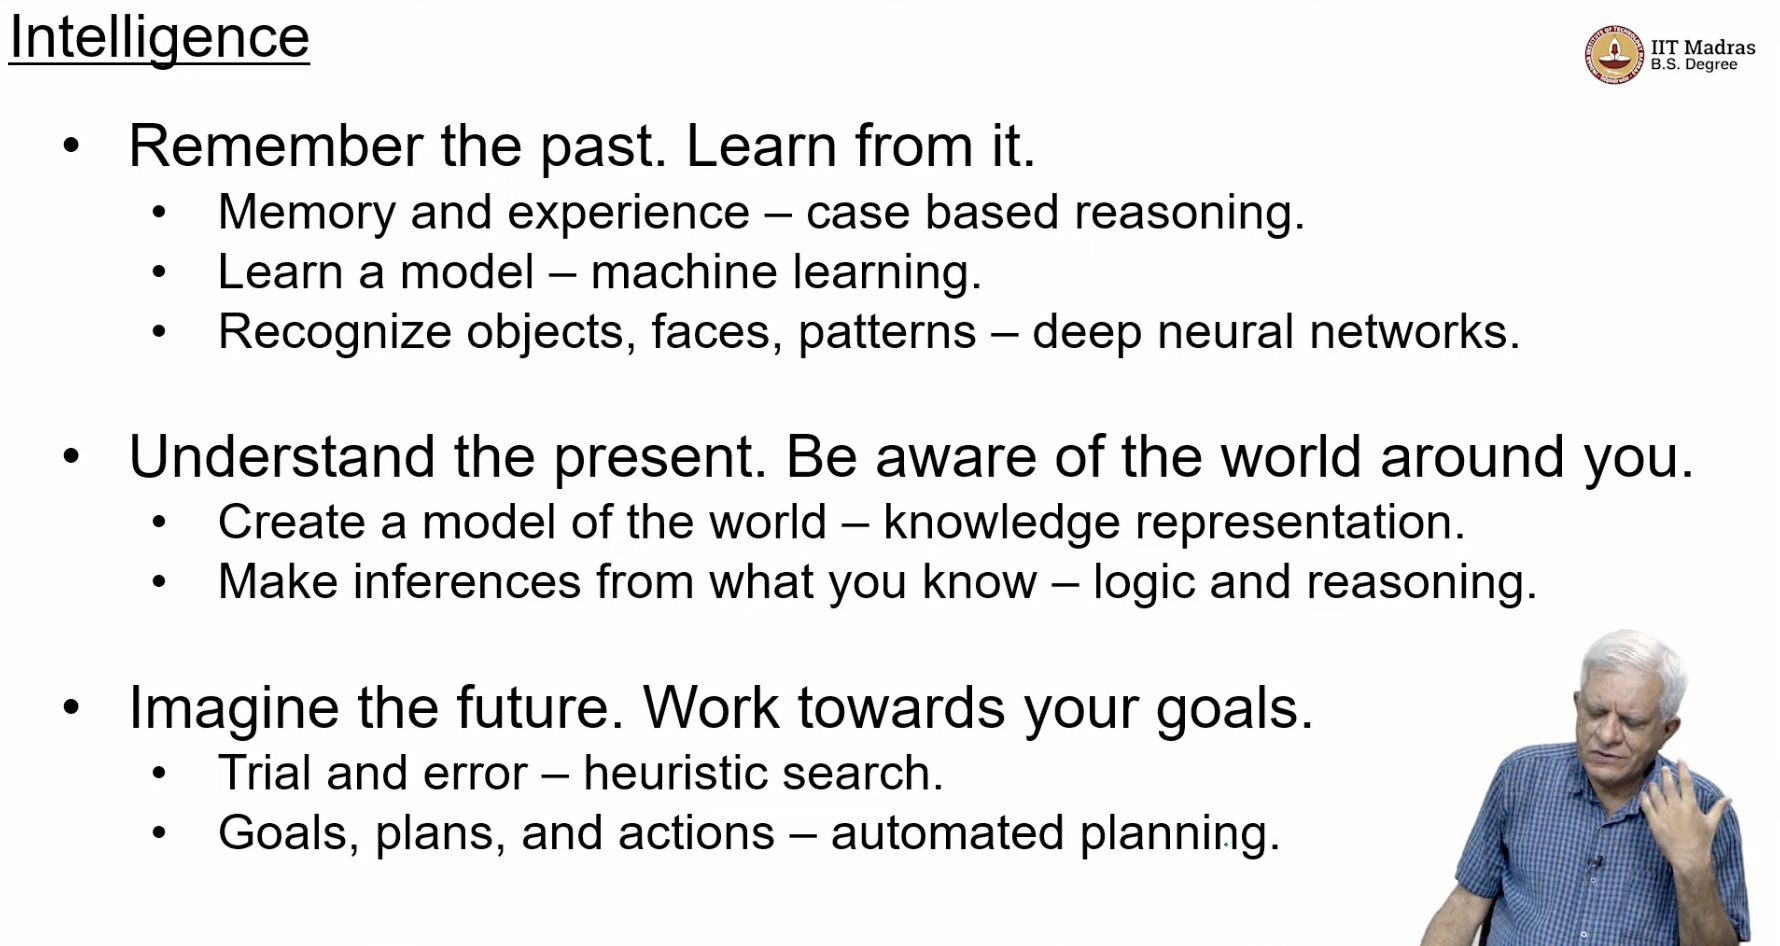 Intelligence
IIT Madras
B.S. Degree
• Remember the past. Learn from it.
• Memory and experience – case based reasoning.
• Learn a model – machine learning.
• Recognize objects, faces, patterns – deep neural networks.
• Understand the present. Be aware of the world around you.
• Create a model of the world – knowledge representation.
• Make inferences from what you know – logic and reasoning.
• Imagine the future. Work towards your goals.
• Trial and error – heuristic search.
• Goals, plans, and actions – automated planning.